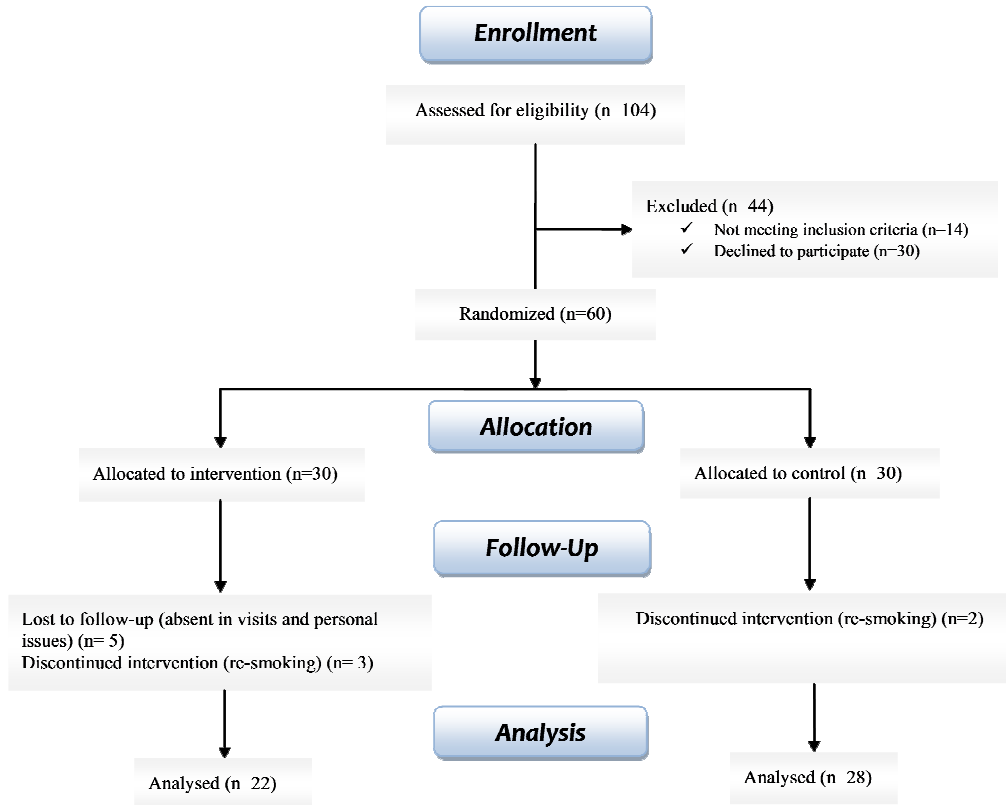 Enrollment
Assessed for eligibility (n 104)
Excluded (n 44)
✓ Not meeting inclusion criteria (n=14)
✓ Declined to participate (n=30)
Randomized (n=60)
Allocation
Allocated to intervention (n=30)
Allocated to control (n 30)
Follow-Up
Lost to follow-up (absent in visits and personal
issues) (n= 5)
Discontinued intervention (re-smoking) (n= 3)
Discontinued intervention (re-smoking) (n=2)
Analysis
Analysed (n 22)
Analysed (n 28)